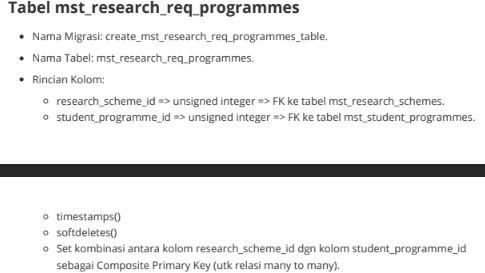 Tabel mst_research_req_programmes
• Nama Migrasi: create_mst_research_req_programmes_table.
• Nama Tabel: mst_research_req_programmes.
• Rincian Kolom:
◦ research_scheme_id => unsigned integer => FK ke tabel mst_research_schemes.
◦ student_programme_id => unsigned integer => FK ke tabel mst_student_programmes.
◦ timestamps()
◦ softdeletes()
◦ Set kombinasi antara kolom research_scheme_id dgn kolom student_programme_id
sebagai Composite Primary Key (utk relasi many to many).